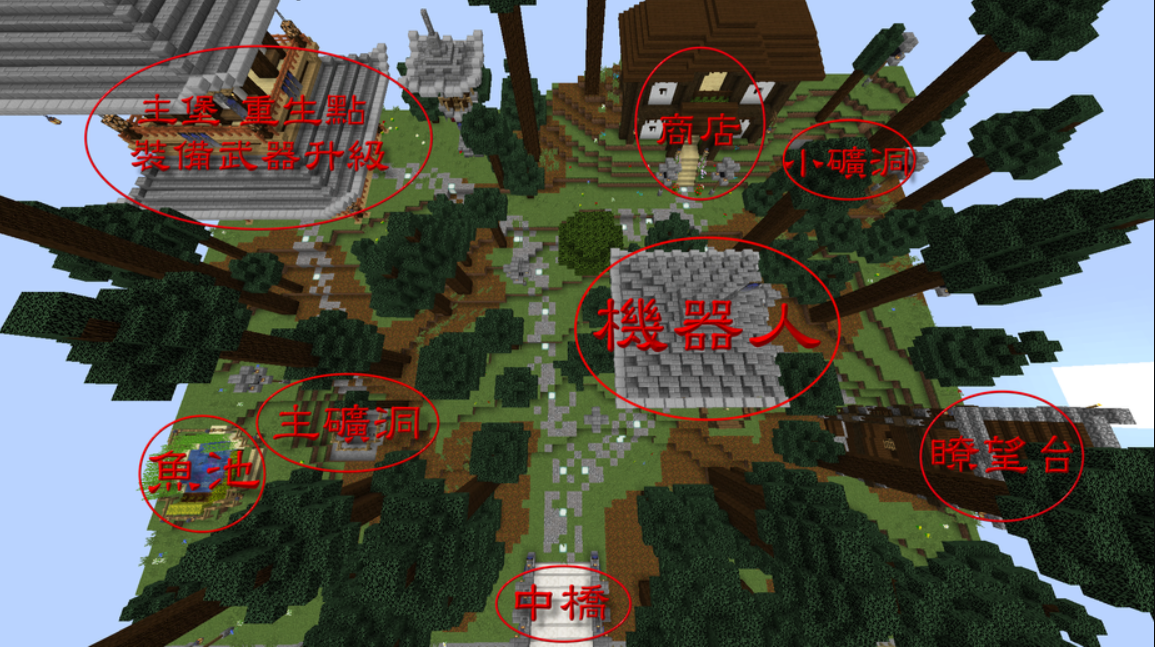 主堡 重生點
裝備武器升級
商店
小礦洞
機器人
主礦洞
魚池
瞭望台
中橋